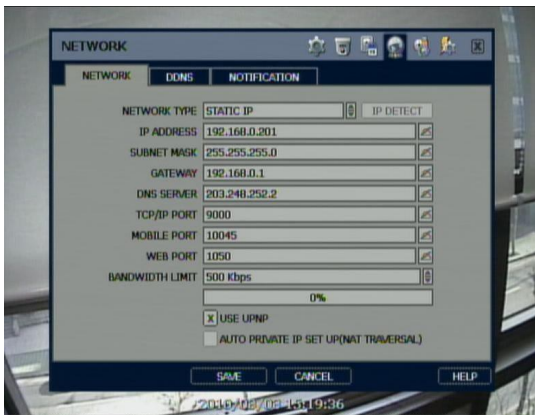 NETWORK
NETWORK DDNS NOTIFICATION
NETWORK TYPE STATIC IP IP DETECT
IP ADDRESS 192.168.0.201
SUBNET MASK 255.255.255.0
GATEWAY 192.168.0.1
DNS SERVER 203.248.252.2
TCP/IP PORT 9000
MOBILE PORT 10045
WEB PORT 1050
BANDWIDTH LIMIT 500 Kbps
0%
X USE UPNP
AUTO PRIVATE IP SET UP(NAT TRAVERSAL)
SAVE CANCEL HELP
15:19:36